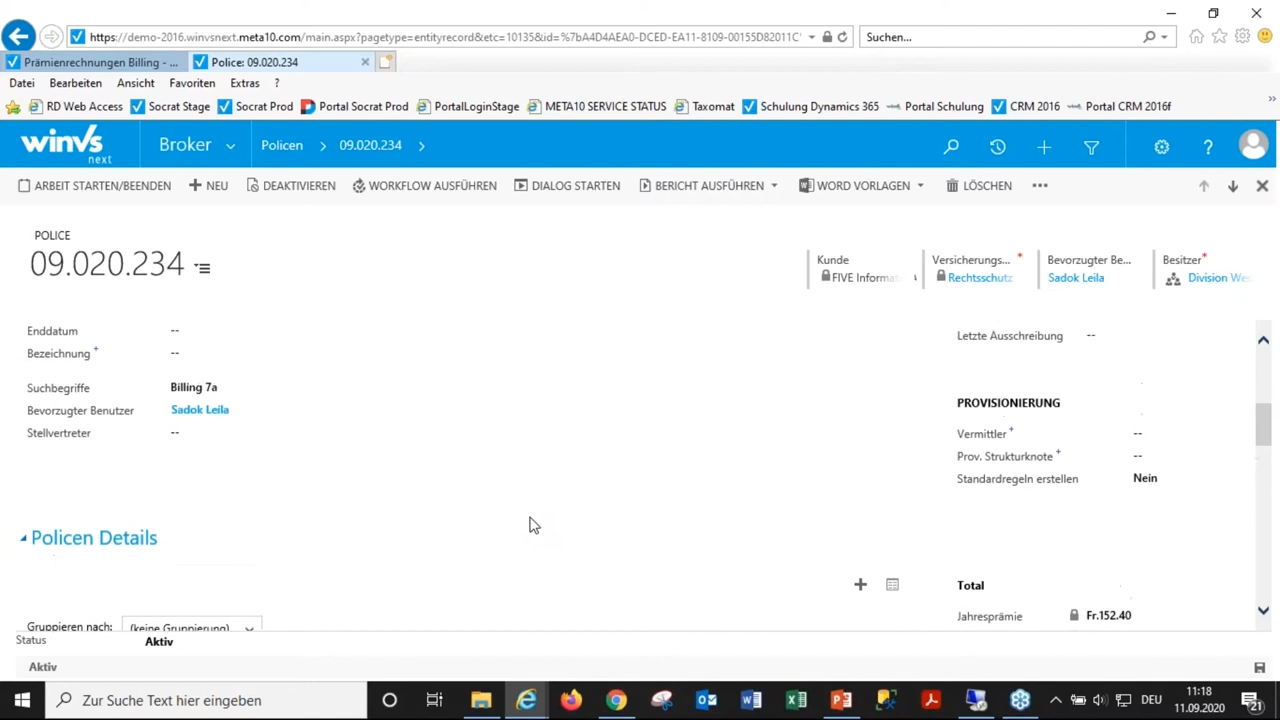 https://demo-2016.winvsnext.meta10.com/main.aspx?pagetype=entityrecord&etc=10135&id=%7bA4D4AEA0-DCED-EA11-8109-00155D82011C%
Suchen...
Prämienrechnungen Billing - ...
Police: 09.020.234
Datei Bearbeiten Ansicht Favoriten Extras ?
RD Web Access Socrat Stage Socrat Prod Portal Socrat Prod PortalLoginStage META10 SERVICE STATUS Taxomat Schulung Dynamics 365 Portal Schulung CRM 2016 Portal CRM 2016f
winvs next
Broker
Policen > 09.020.234 >
ARBEIT STARTEN/BEENDEN NEU DEAKTIVIEREN WORKFLOW AUSFÜHREN DIALOG STARTEN BERICHT AUSFÜHREN WORD VORLAGEN LÖSCHEN ...
POLICE
09.020.234
Kunde Versicherungs... * Bevorzugter Be... Besitzer *
FIVE Informa Rechtsschutz Sadok Leila Division Wes
Enddatum --
Letzte Ausschreibung --
Bezeichnung + --
Suchbegriffe Billing 7a
PROVISIONIERUNG
Bevorzugter Benutzer Sadok Leila
Stellvertreter --
Vermittler + --
Prov. Strukturknote + --
Standardregeln erstellen Nein
Policen Details
Total
Jahresprämie Fr.152.40
Gruppieren nach: (keine Gruppierung)
Status Aktiv
Aktiv
Zur Suche Text hier eingeben
DEU
11:18
11.09.2020
21